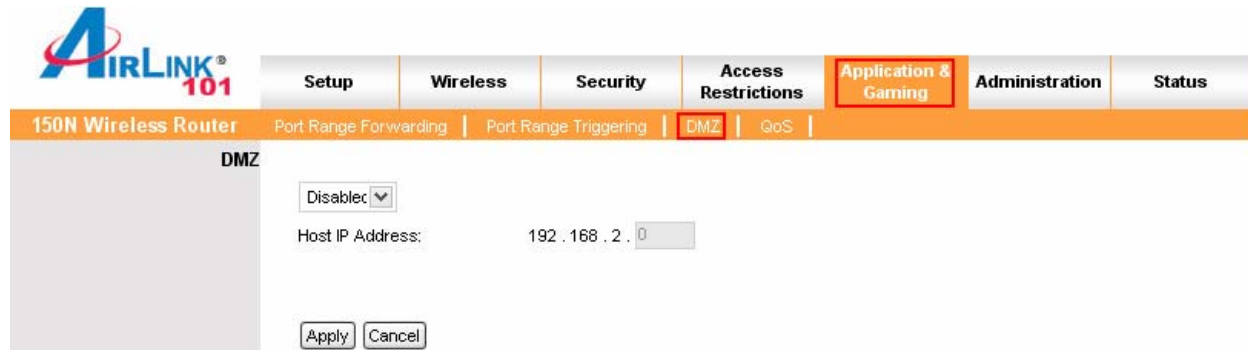 AIRLINK®
101
Setup Wireless Security Access Restrictions Application & Gaming Administration Status
150N Wireless Router Port Range Forwarding | Port Range Triggering | DMZ | QoS |
DMZ
Disabled
Host IP Address: 192 . 168 . 2 . 0
Apply Cancel